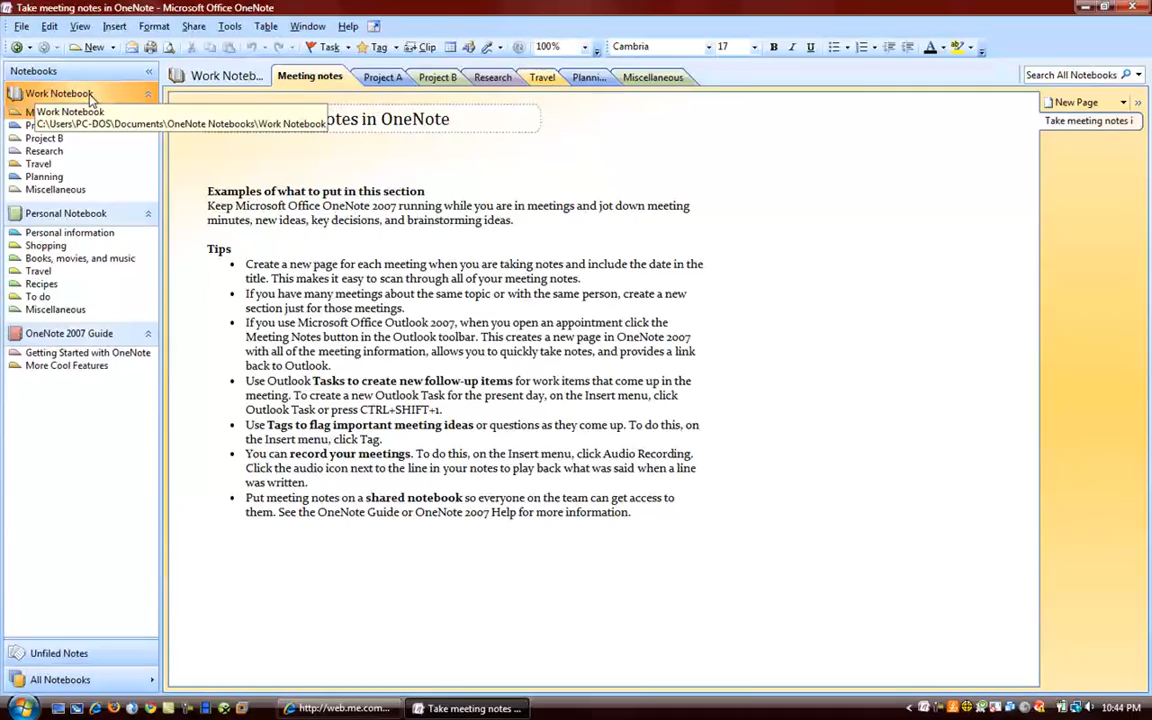 Take meeting notes in OneNote - Microsoft Office OneNote
File Edit View Insert Format Share Tools Table Window Help
New Task Tag Clip 100% Cambria 17 B I U A ab
Notebooks «
Work Noteb... Meeting notes Project A Project B Research Travel Planni... Miscellaneous Search All Notebooks
Work Notebook
Work Notebook
C:\Users\PC-DOS\Documents\OneNote Notebooks\Work Notebook
Project B
Research
Travel
Planning
Miscellaneous
Personal Notebook
Personal information
Shopping
Books, movies, and music
Travel
Recipes
To do
Miscellaneous
OneNote 2007 Guide
Getting Started with OneNote
More Cool Features
Unfiled Notes
All Notebooks
otes in OneNote
Examples of what to put in this section
Keep Microsoft Office OneNote 2007 running while you are in meetings and jot down meeting
minutes, new ideas, key decisions, and brainstorming ideas.
Tips
• Create a new page for each meeting when you are taking notes and include the date in the
title. This makes it easy to scan through all of your meeting notes.
• If you have many meetings about the same topic or with the same person, create a new
section just for those meetings.
• If you use Microsoft Office Outlook 2007, when you open an appointment click the
Meeting Notes button in the Outlook toolbar. This creates a new page in OneNote 2007
with all of the meeting information, allows you to quickly take notes, and provides a link
back to Outlook.
• Use Outlook Tasks to create new follow-up items for work items that come up in the
meeting. To create a new Outlook Task for the present day, on the Insert menu, click
Outlook Task or press CTRL+SHIFT+1.
• Use Tags to flag important meeting ideas or questions as they come up. To do this, on
the Insert menu, click Tag.
• You can record your meetings. To do this, on the Insert menu, click Audio Recording.
Click the audio icon next to the line in your notes to play back what was said when a line
was written.
• Put meeting notes on a shared notebook so everyone on the team can get access to
them. See the OneNote Guide or OneNote 2007 Help for more information.
New Page »
Take meeting notes i
http://web.me.com... Take meeting notes ... 10:44 PM